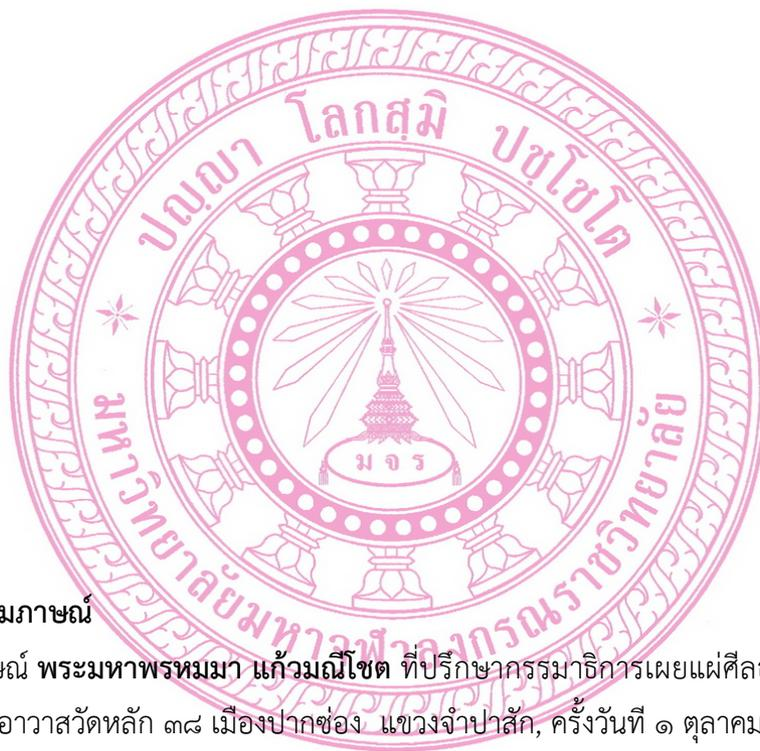 ปญฺญา โลกสฺมิ ปชฺโชโต
ม จ ร
มหาวิทยาลัยมหาจุฬาลงกรณราชวิทยาลัย
มภาษณ์
ษณ์ พระมหาพรหมมา แก้วมณีโชต ที่ปรึกษากรรมาธิการเผยแผ่ศีล
อาวาสวัดหลัก ๓๘ เมืองปากซ่อง แขวงจำปาสัก, ครั้งวันที่ ๑ ตุลาคม